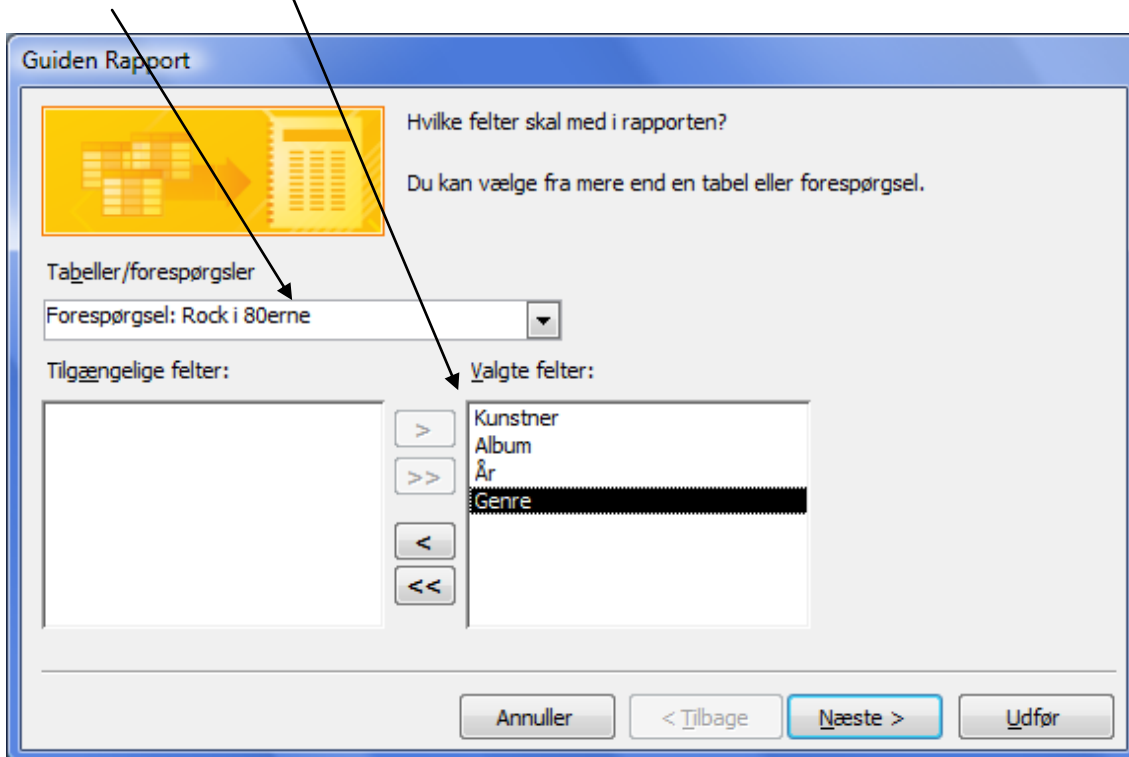 Guiden Rapport
Hvilke felter skal med i rapporten?
Du kan vælge fra mere end en tabel eller forespørgsel.
Tabeller/forespørgsler
Forespørgsel: Rock i 80erne
Tilgængelige felter:
Valgte felter:
Kunstner
Album
År
Genre
>
>>
<
<<
Annuller
< Tilbage
Næste >
Udfør